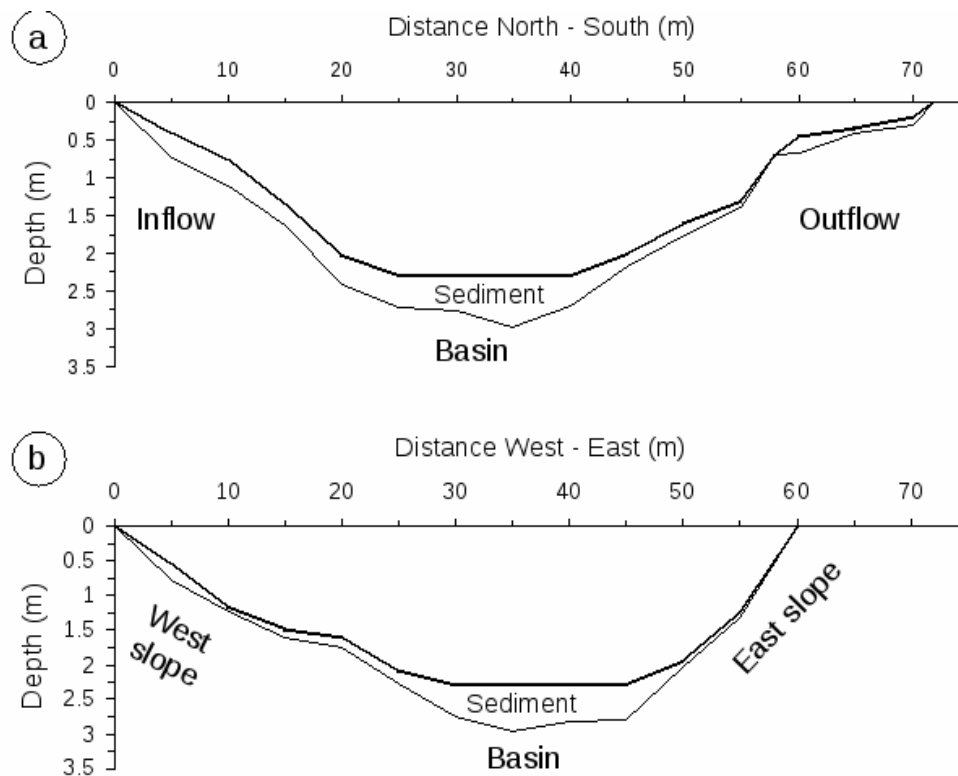 a
Distance North - South (m)
0 10 20 30 40 50 60 70
0
0.5
1
1.5
2
2.5
3
3.5
Depth (m)
Inflow
Outflow
Sediment
Basin
b
Distance West - East (m)
0 10 20 30 40 50 60 70
0
0.5
1
1.5
2
2.5
3
3.5
Depth (m)
West
slope
East slope
Sediment
Basin